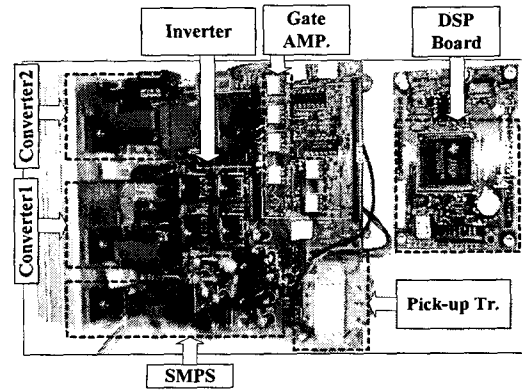 Inverter
Gate
AMP.
DSP
Board
Converter2
Converter1
Pick-up Tr.
SMPS